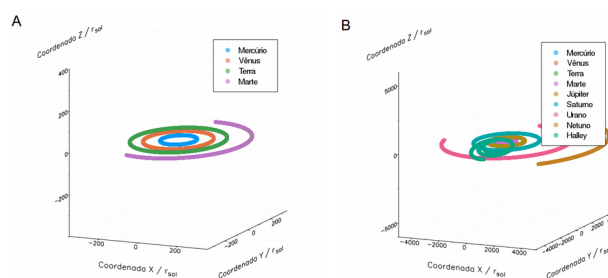 A
Coordenada Z / r_sol
Mercúrio
Vênus
Terra
Marte
400
200
0
-200
-200
0
200
Coordenada X / r_sol
-200
0
200
Coordenada Y / r_sol
B
Coordenada Z / r_sol
Mercúrio
Vênus
Terra
Marte
Júpiter
Saturno
Urano
Netuno
Halley
5000
0
-5000
-4000
-2000
0
2000
4000
Coordenada X / r_sol
-4000
-2000
0
2000
4000
Coordenada Y / r_sol